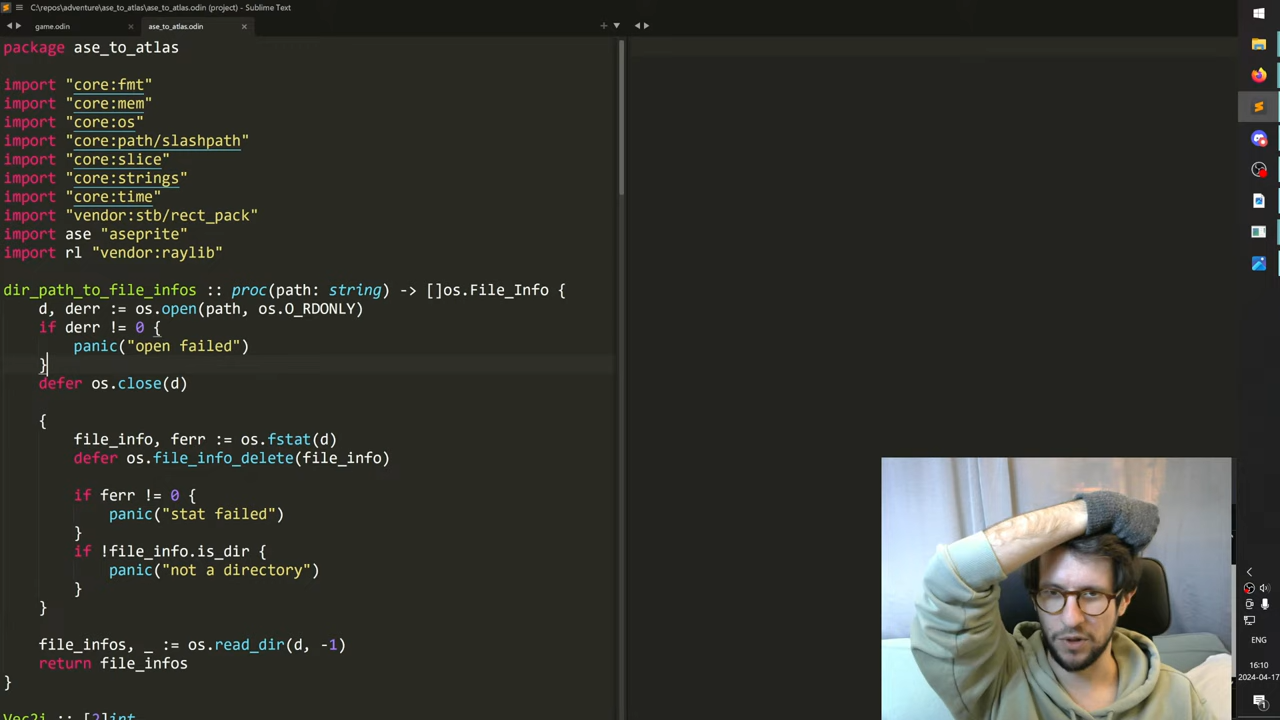 C:\repos\adventure\ase_to_atlas\ase_to_atlas.odin (project) - Sublime Text
game.odin
ase_to_atlas.odin
package ase_to_atlas
import "core:fmt"
import "core:mem"
import "core:os"
import "core:path/slashpath"
import "core:slice"
import "core:strings"
import "core:time"
import "vendor:stb/rect_pack"
import ase "aseprite"
import rl "vendor:raylib"
dir_path_to_file_infos :: proc(path: string) -> []os.File_Info {
d, derr := os.open(path, os.O_RDONLY)
if derr != 0 {
panic("open failed")
}
defer os.close(d)
{
file_info, ferr := os.fstat(d)
defer os.file_info_delete(file_info)
if ferr != 0 {
panic("stat failed")
}
if !file_info.is_dir {
panic("not a directory")
}
}
file_infos, _ := os.read_dir(d, -1)
return file_infos
}
Vec2i :: [2]int
ENG
16:10
2024-04-17